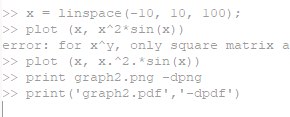 >> x = linspace(-10, 10, 100);
>> plot (x, x^2*sin(x))
error: for x^y, only square matrix a
>> plot (x, x.^2.*sin(x))
>> print graph2.png -dpng
>> print('graph2.pdf','-dpdf')